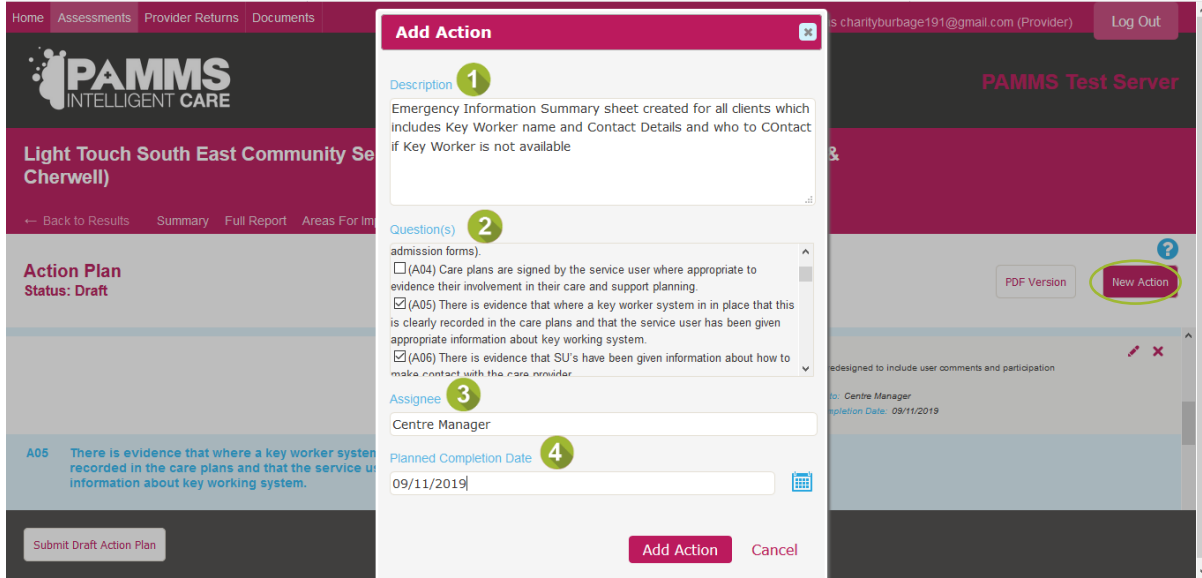 Home Assessments Provider Returns Documents
Add Action
is charityburbage191@gmail.com (Provider)
Log Out
PAMMS
INTELLIGENT CARE
PAMMS Test Server
Light Touch South East Community Se
&
Cherwell)
← Back to Results Summary Full Report Areas For Im
Description 1
Emergency Information Summary sheet created for all clients which
includes Key Worker name and Contact Details and who to COntact
if Key Worker is not available
Question(s) 2
admission forms).
(A04) Care plans are signed by the service user where appropriate to
evidence their involvement in their care and support planning.
(A05) There is evidence that where a key worker system in in place that this
is clearly recorded in the care plans and that the service user has been given
appropriate information about key working system.
(A06) There is evidence that SU's have been given information about how to
make contact with the care provider
Assignee 3
Centre Manager
Planned Completion Date 4
09/11/2019
Add Action Cancel
Action Plan
Status: Draft
?
PDF Version
New Action
redesigned to include user comments and participation
to: Centre Manager
mpletion Date: 09/11/2019
A05 There is evidence that where a key worker system
recorded in the care plans and that the service us
information about key working system.
Submit Draft Action Plan